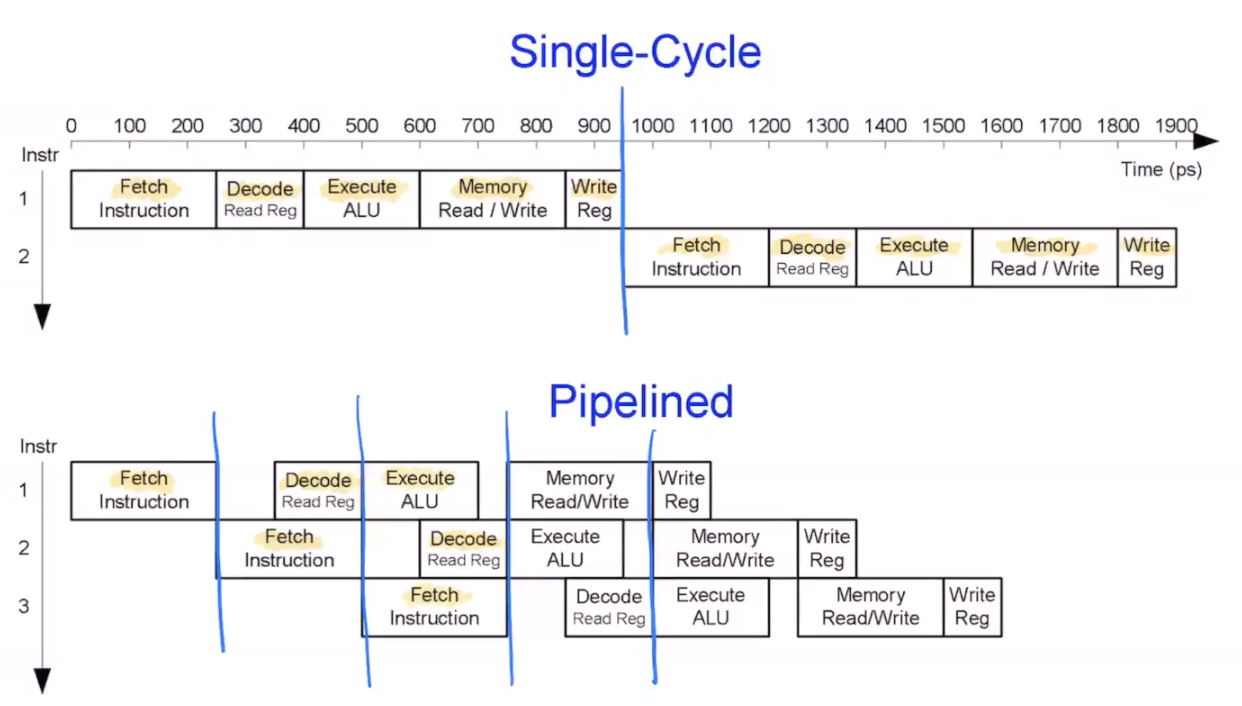 Single-Cycle
0 100 200 300 400 500 600 700 800 900 1000 1100 1200 1300 1400 1500 1600 1700 1800 1900
Instr
Time (ps)
1
Fetch Decode Execute Memory Write
Instruction Read Reg ALU Read / Write Reg
2
Fetch Decode Execute Memory Write
Instruction Read Reg ALU Read / Write Reg
Pipelined
Instr
1
Fetch Decode Execute Memory Write
Instruction Read Reg ALU Read/Write Reg
2
Fetch Decode Execute Memory Write
Instruction Read Reg ALU Read/Write Reg
3
Fetch Decode Execute Memory Write
Instruction Read Reg ALU Read/Write Reg